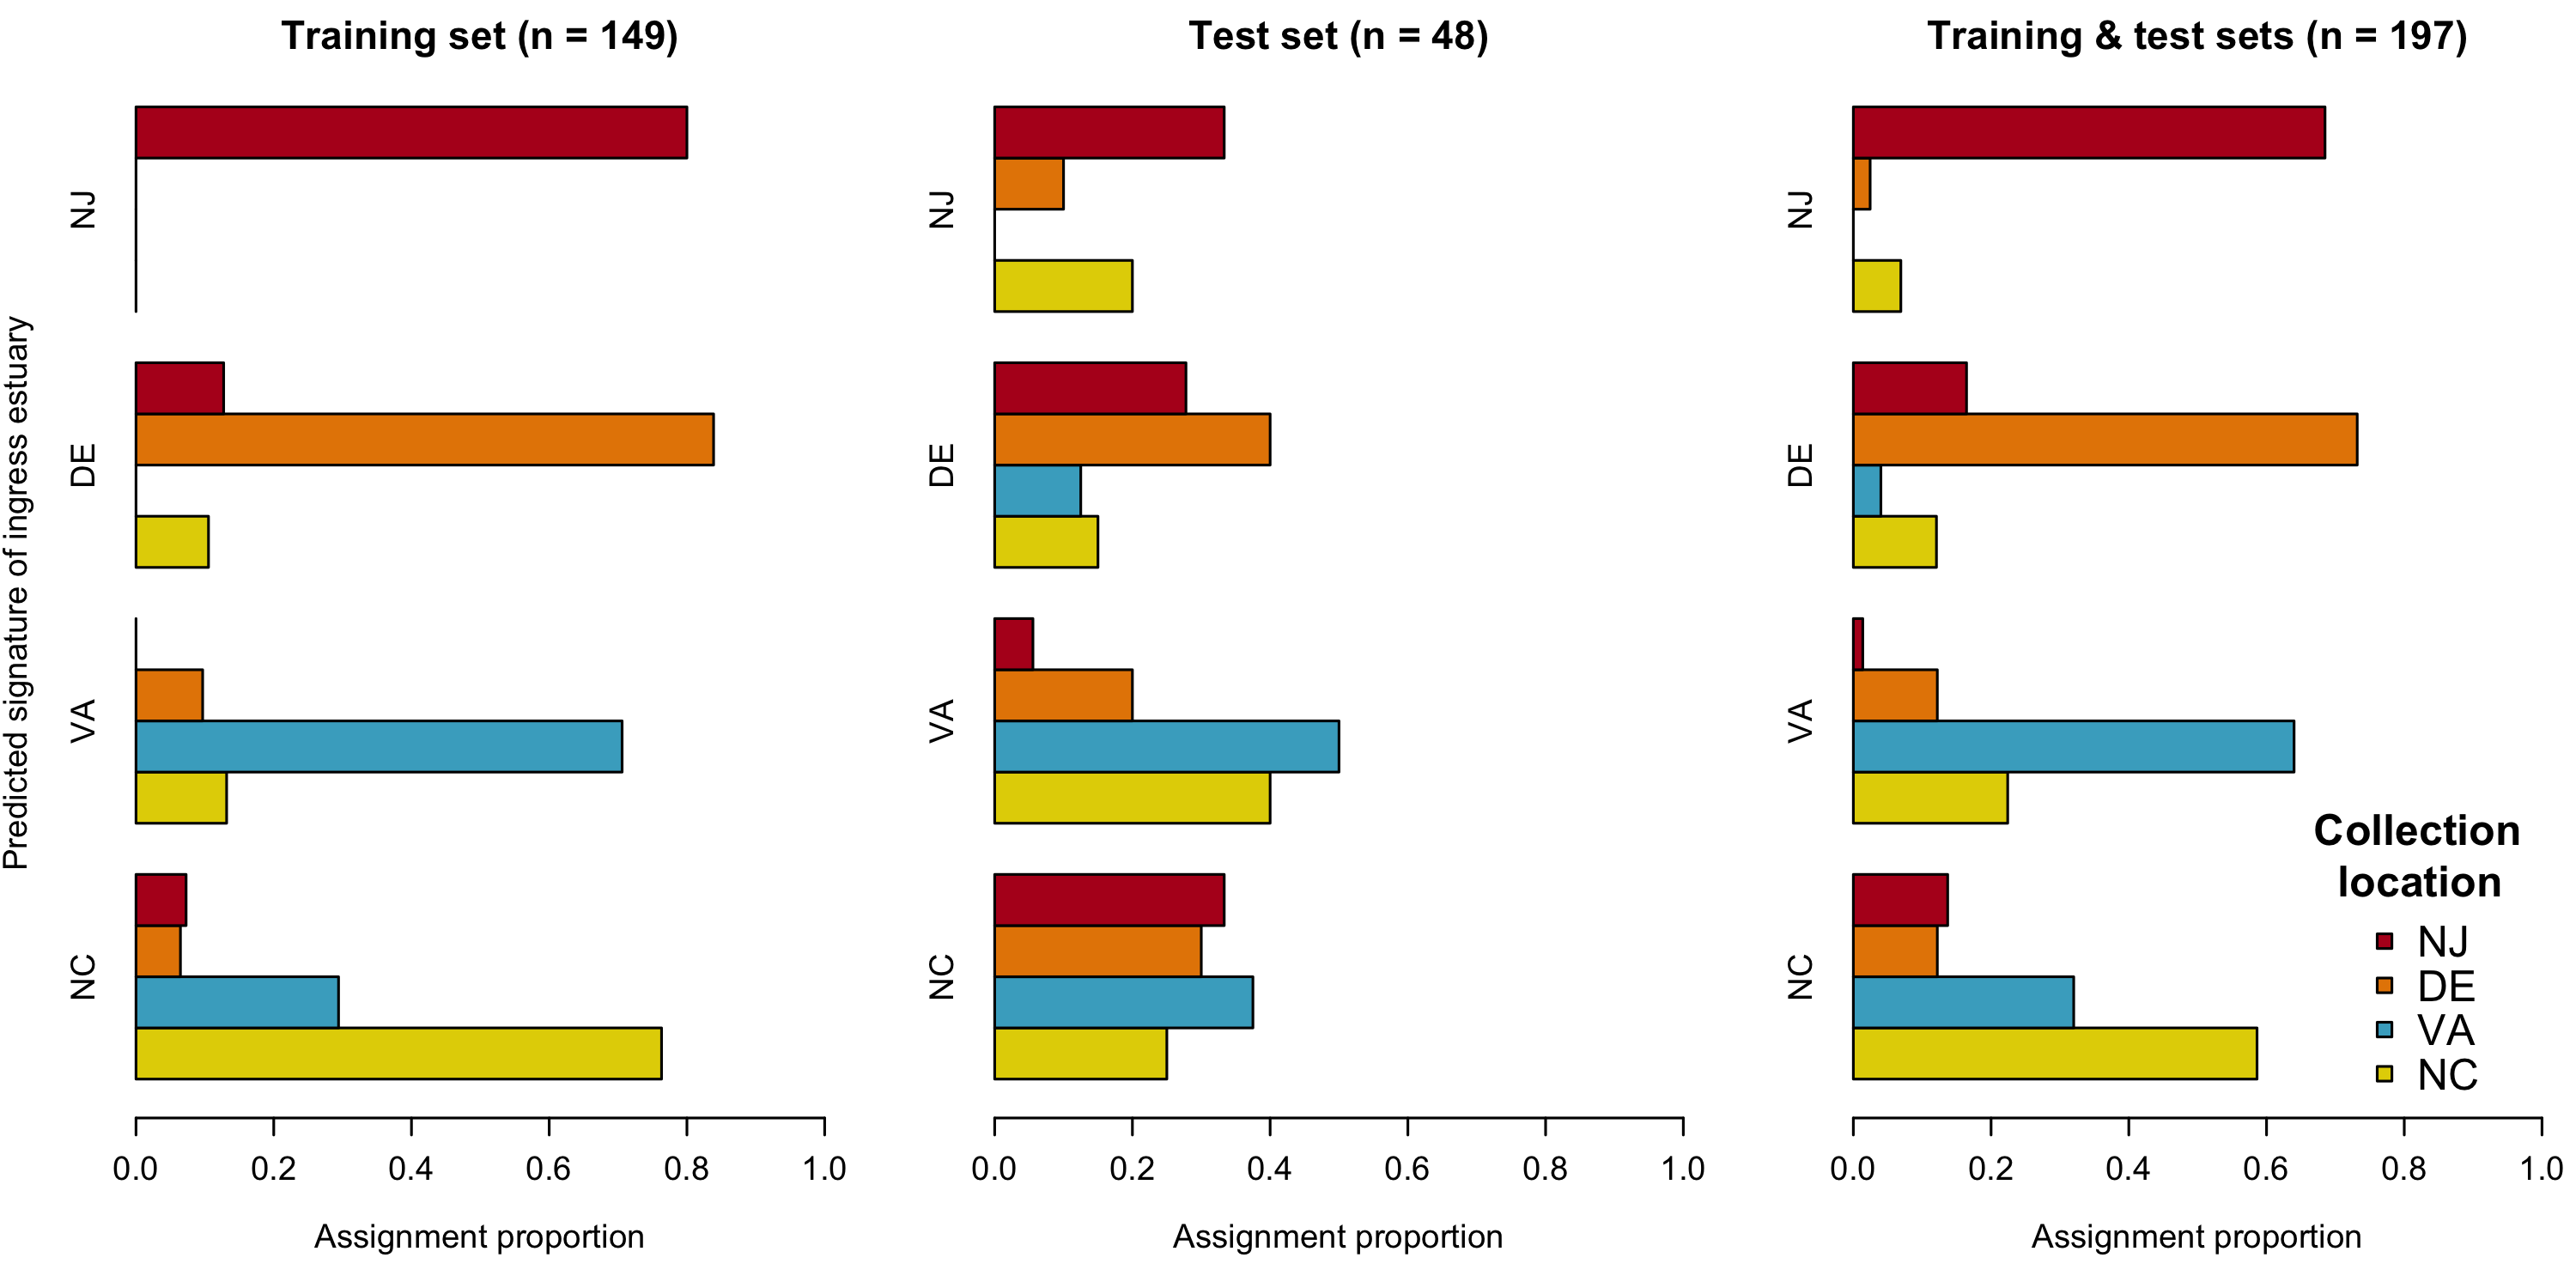 Training set (n = 149)
Test set (n = 48)
Training & test sets (n = 197)
Predicted signature of ingress estuary
NJ
DE
VA
NC
NJ
DE
VA
NC
NJ
DE
VA
NC
Collection
location
NJ
DE
VA
NC
0.0 0.2 0.4 0.6 0.8 1.0
0.0 0.2 0.4 0.6 0.8 1.0
0.0 0.2 0.4 0.6 0.8 1.0
Assignment proportion
Assignment proportion
Assignment proportion